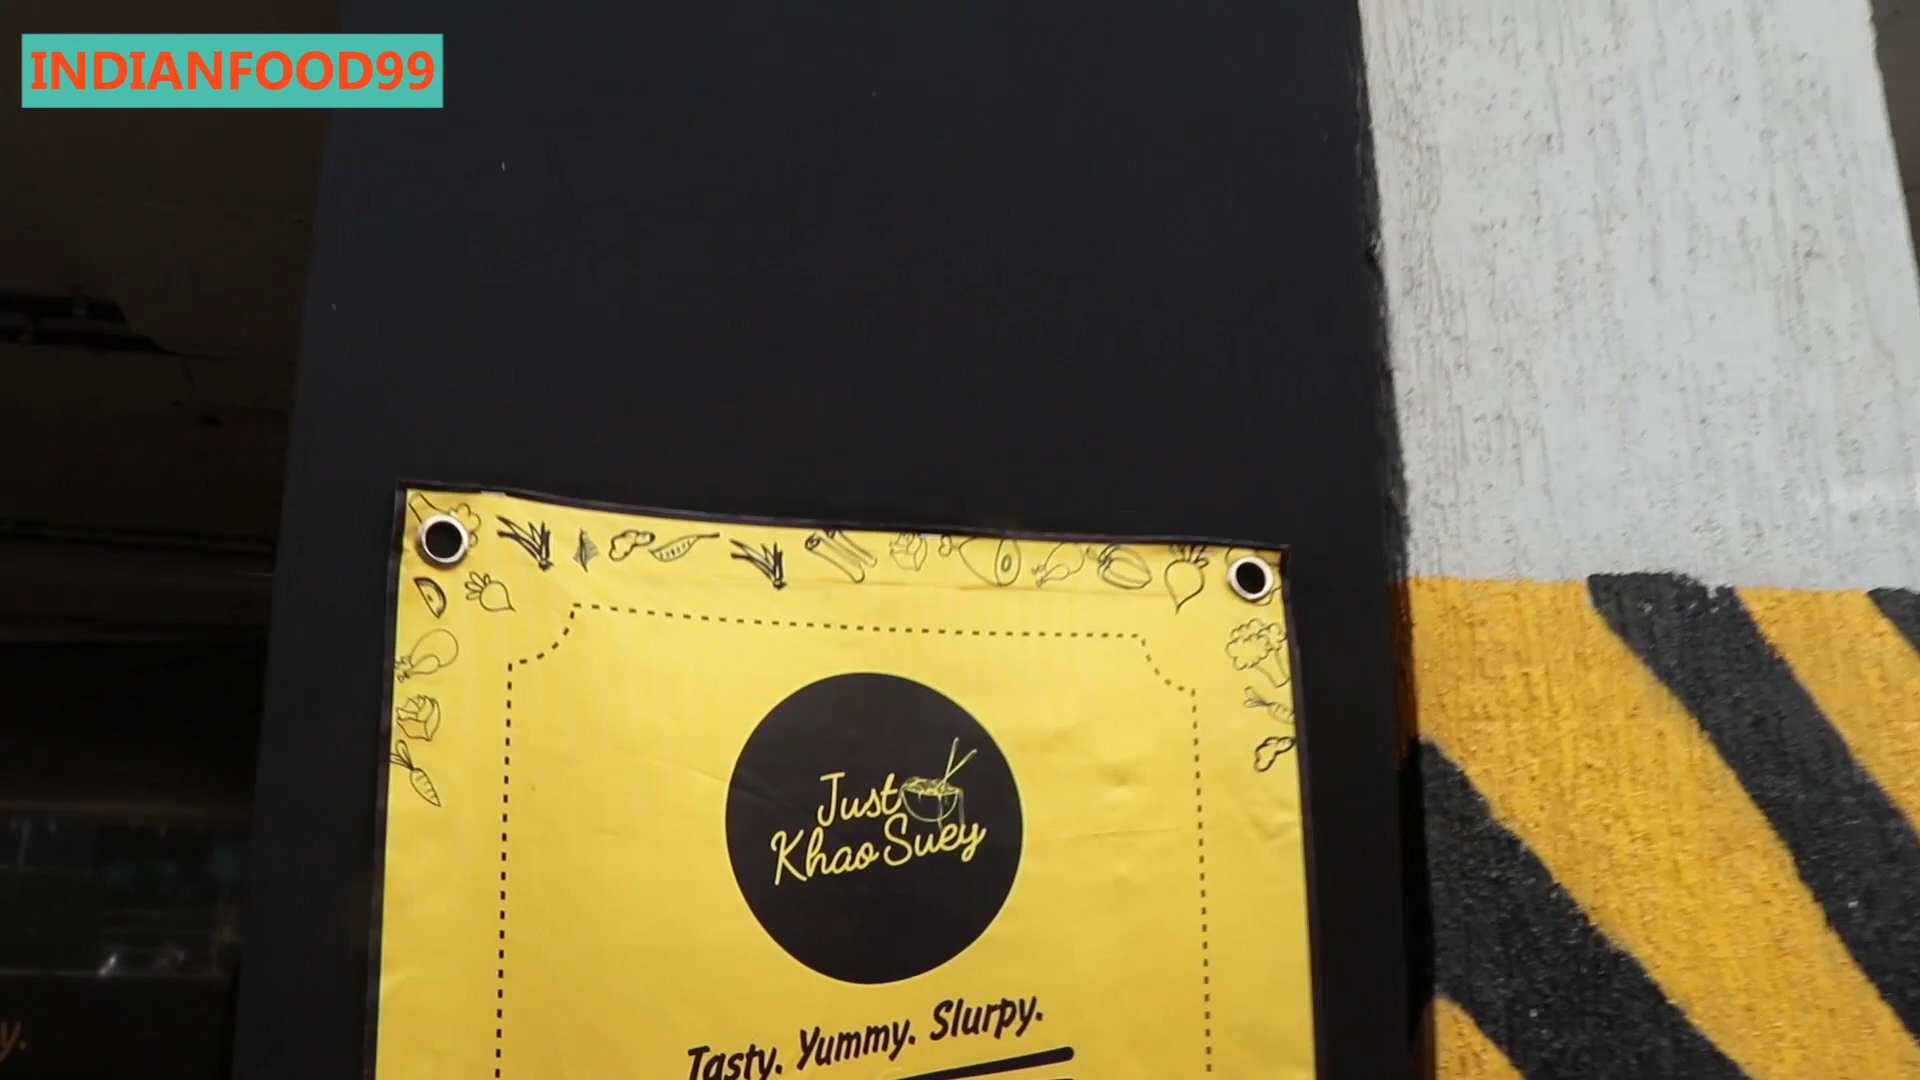 INDIANFOOD99
Just
Khao Suey
Tasty. Yummy. Slurpy.
y.